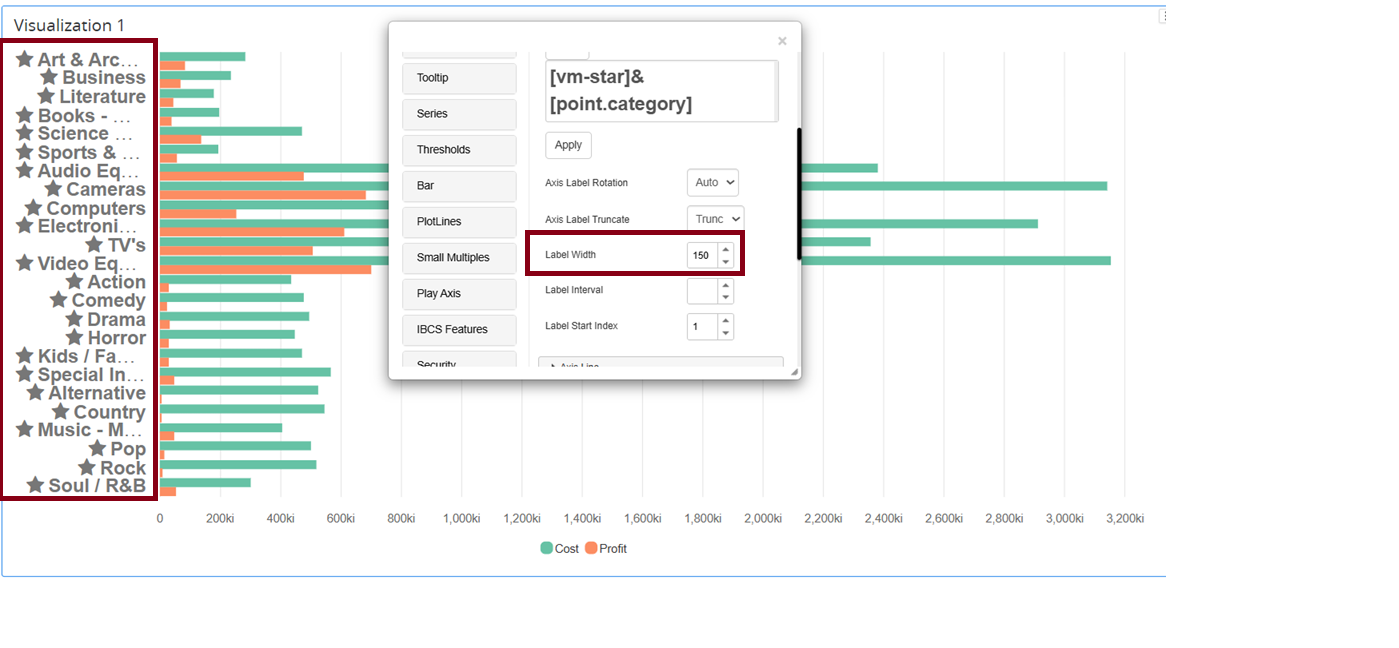 Visualization 1
×
Art & Arc...
Business
Literature
Books - ...
Science ...
Sports & ...
Audio Eq...
Cameras
Computers
Electroni...
TV's
Video Eq...
Action
Comedy
Drama
Horror
Kids / Fa...
Special In...
Alternative
Country
Music - M...
Pop
Rock
Soul / R&B
Tooltip
Series
Thresholds
Bar
PlotLines
Small Multiples
Play Axis
IBCS Features
Security
[vm-star]&
[point.category]
Apply
Axis Label Rotation Auto
Axis Label Truncate Trunc
Label Width 150
Label Interval
Label Start Index 1
Axis Line
0 200ki 400ki 600ki 800ki 1,000ki 1,200ki 1,400ki 1,600ki 1,800ki 2,000ki 2,200ki 2,400ki 2,600ki 2,800ki 3,000ki 3,200ki
Cost Profit